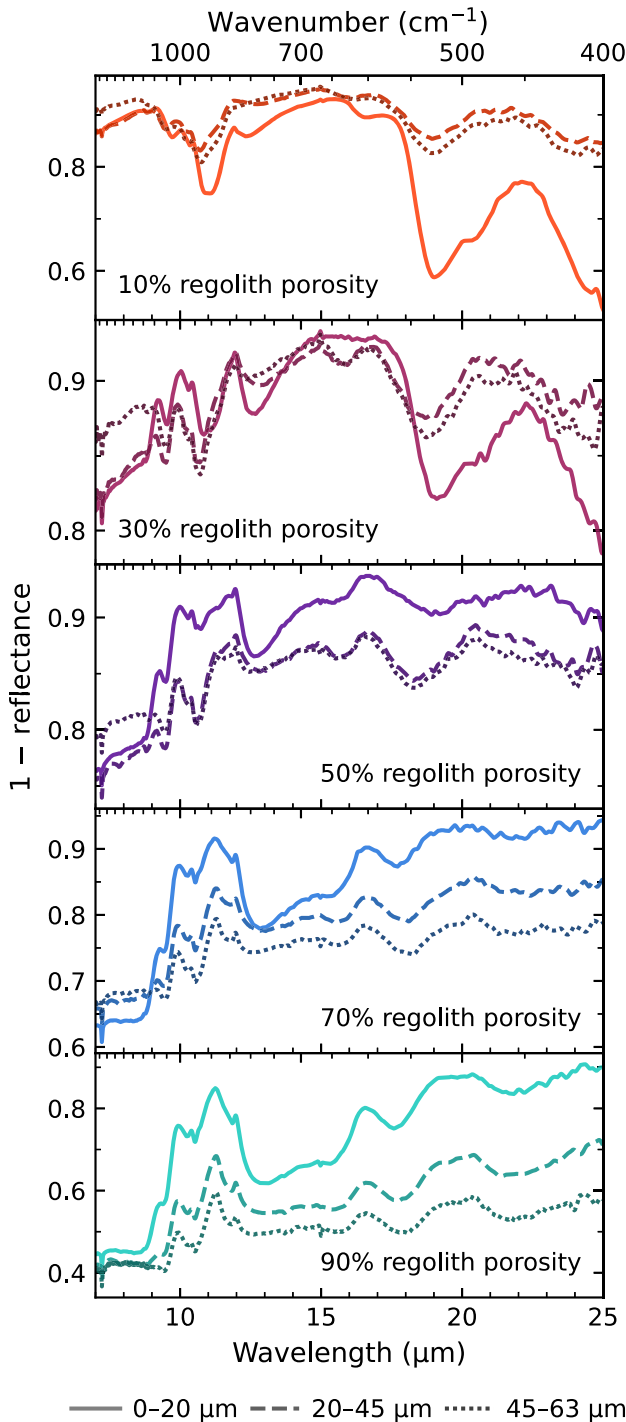 Wavenumber (cm⁻¹)
1000 700 500 400
0.8
0.6
10% regolith porosity
0.9
0.8
30% regolith porosity
0.9
0.8
50% regolith porosity
1 − reflectance
0.9
0.8
0.7
0.6
70% regolith porosity
0.8
0.6
0.4
90% regolith porosity
10 15 20 25
Wavelength (μm)
0–20 μm 20–45 μm 45–63 μm